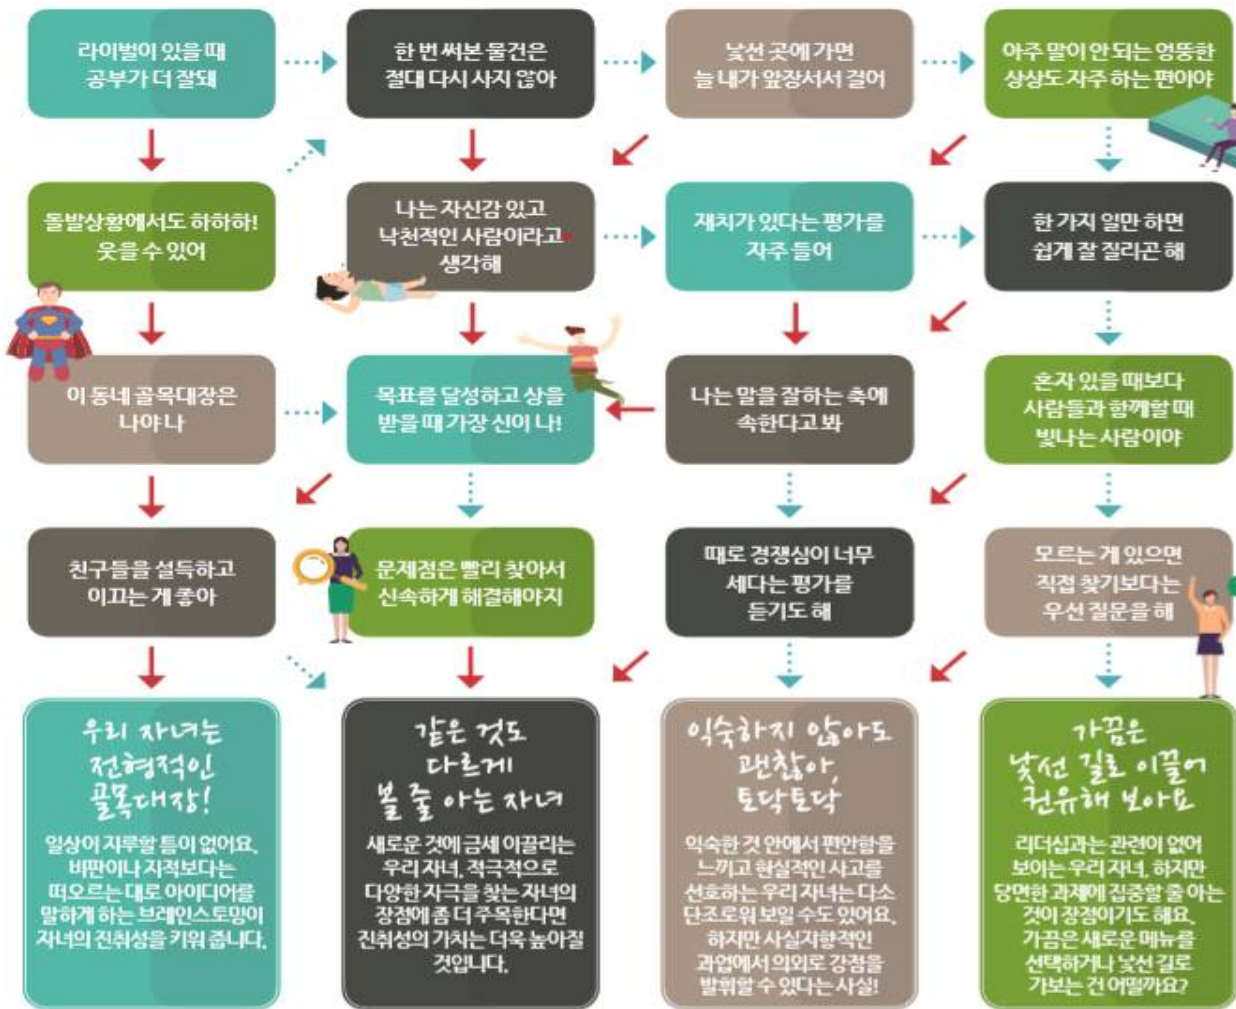 라이벌이 있을 때
공부가 더 잘돼
한 번 써본 물건은
절대 다시 사지 않아
낯선 곳에 가면
늘 내가 앞장서서 걸어
아주 말이 안 되는 엉뚱한
상상도 자주 하는 편이야
돌발상황에서도 하하하!
웃을 수 있어
나는 자신감 있고
낙천적인 사람이라고
생각해
재치가 있다는 평가를
자주 들어
한 가지 일만 하면
쉽게 잘 질리곤 해
이 동네 골목대장은
나야 나
목표를 달성하고 상을
받을 때 가장 신이 나!
나는 말을 잘하는 축에
속한다고 봐
혼자 있을 때보다
사람들과 함께할 때
빛나는 사람이야
친구들을 설득하고
이끄는 게 좋아
문제점은 빨리 찾아서
신속하게 해결해야지
때로 경쟁심이 너무
세다는 평가를
듣기도 해
모르는 게 있으면
직접 찾기보다는
우선 질문을 해
우리 자녀는
전형적인
골목대장!
일상이 지루할 틈이 없어요.
비판이나 지적보다는
떠오르는 대로 아이디어를
말하게 하는 브레인스토밍이
자녀의 진취성을 키워 줍니다.
같은 것도
다르게
볼 줄 아는 자녀
새로운 것에 금세 이끌리는
우리 자녀. 적극적으로
다양한 자극을 찾는 자녀의
장점에 좀 더 주목한다면
진취성의 가치는 더욱 높아질
것입니다.
익숙하지 않아도
괜찮아,
토닥토닥
익숙한 것 안에서 편안함을
느끼고 현실적인 사고를
선호하는 우리 자녀는 다소
단조로워 보일 수도 있어요.
하지만 사실지향적인
과업에서 의외로 강점을
발휘할 수 있다는 사실!
가끔은
낯선 길로 이끌어
권유해 보아요
리더십과는 관련이 없어
보이는 우리 자녀. 하지만
당면한 과제에 집중할 줄 아는
것이 장점이기도 해요.
가끔은 새로운 메뉴를
선택하거나 낯선 길로
가보는 건 어떨까요?